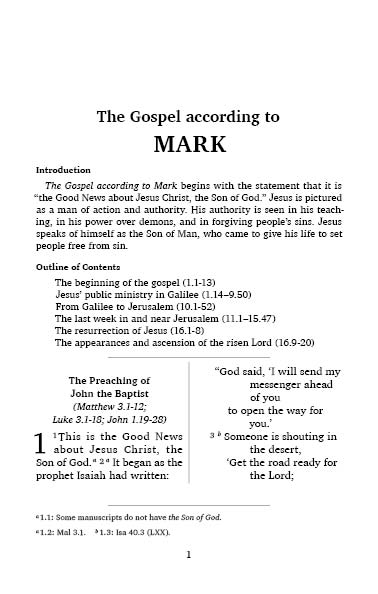 The Gospel according to
MARK
Introduction
The Gospel according to Mark begins with the statement that it is
“the Good News about Jesus Christ, the Son of God.” Jesus is pictured
as a man of action and authority. His authority is seen in his teach-
ing, in his power over demons, and in forgiving people's sins. Jesus
speaks of himself as the Son of Man, who came to give his life to set
people free from sin.
Outline of Contents
The beginning of the gospel (1.1-13)
Jesus' public ministry in Galilee (1.14–9.50)
From Galilee to Jerusalem (10.1-52)
The last week in and near Jerusalem (11.1–15.47)
The resurrection of Jesus (16.1-8)
The appearances and ascension of the risen Lord (16.9-20)
The Preaching of
John the Baptist
(Matthew 3.1-12;
Luke 3.1-18; John 1.19-28)
1 1 This is the Good News
about Jesus Christ, the
Son of God.a 2 a It began as the
prophet Isaiah had written:
“God said, ‘I will send my
messenger ahead
of you
to open the way for
you.’
3 b Someone is shouting in
the desert,
‘Get the road ready for
the Lord;
a 1.1: Some manuscripts do not have the Son of God.
a 1.2: Mal 3.1. b 1.3: Isa 40.3 (LXX).
1